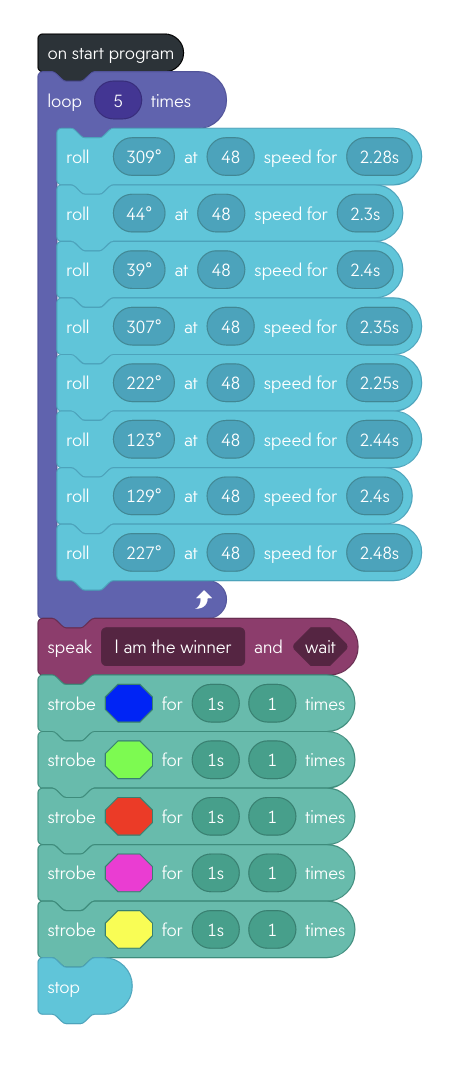 on start program
loop 5 times
roll 309° at 48 speed for 2.28s
roll 44° at 48 speed for 2.3s
roll 39° at 48 speed for 2.4s
roll 307° at 48 speed for 2.35s
roll 222° at 48 speed for 2.25s
roll 123° at 48 speed for 2.44s
roll 129° at 48 speed for 2.4s
roll 227° at 48 speed for 2.48s
speak I am the winner and wait
strobe for 1s 1 times
strobe for 1s 1 times
strobe for 1s 1 times
strobe for 1s 1 times
strobe for 1s 1 times
stop